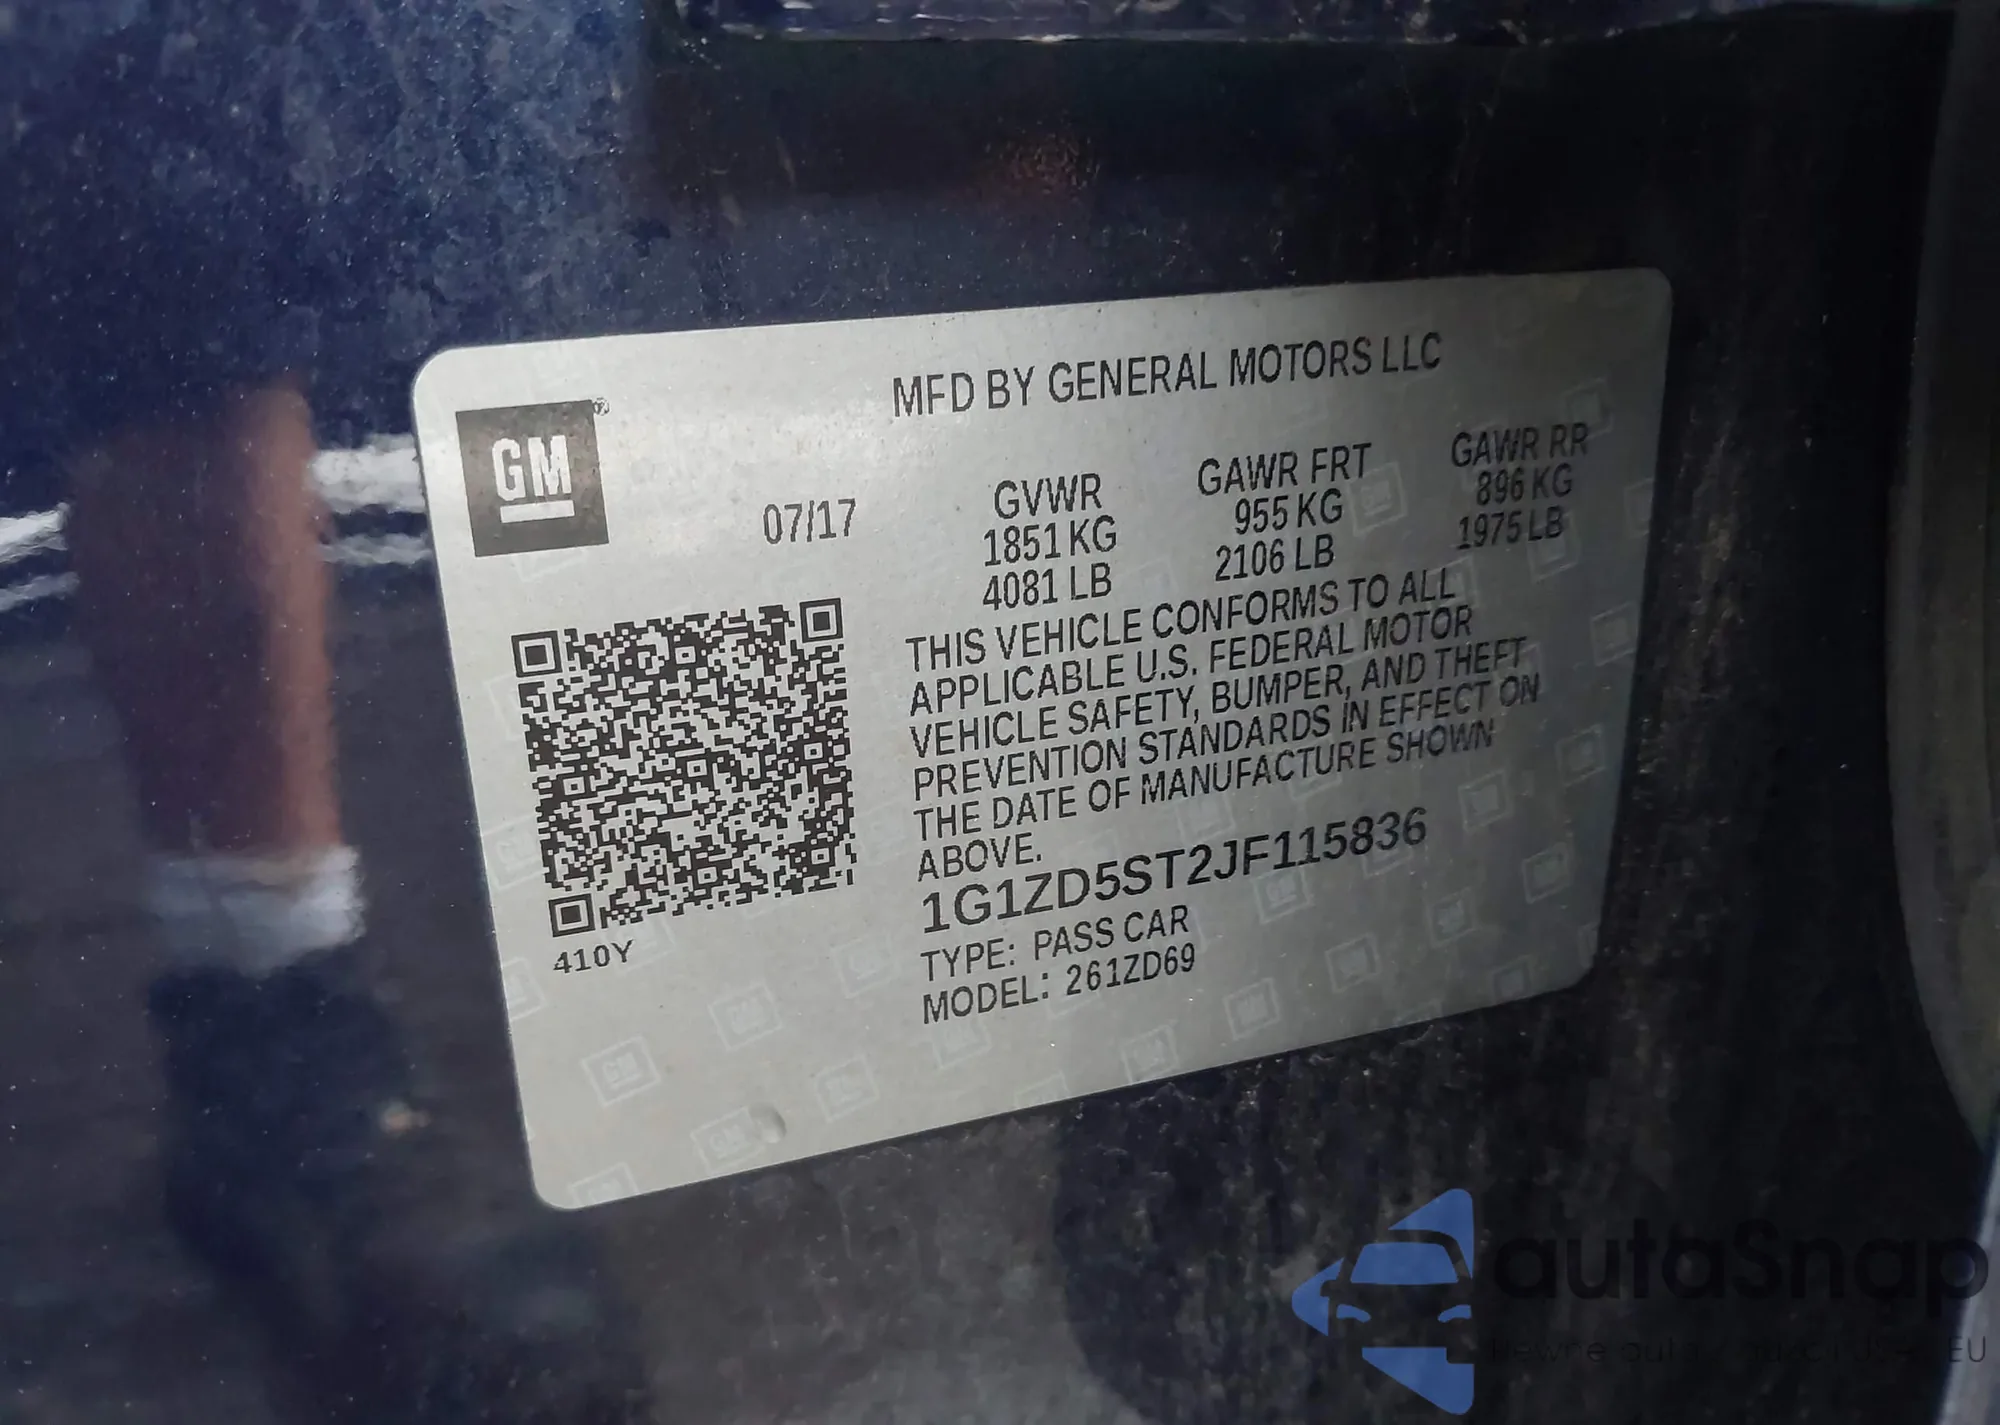 MFD BY GENERAL MOTORS LLC
GM®
07/17
GVWR GAWR FRT GAWR RR
1851 KG 955 KG 896 KG
4081 LB 2106 LB 1975 LB
THIS VEHICLE CONFORMS TO ALL
APPLICABLE U.S. FEDERAL MOTOR
VEHICLE SAFETY, BUMPER, AND THEFT
PREVENTION STANDARDS IN EFFECT ON
THE DATE OF MANUFACTURE SHOWN
ABOVE.
1G1ZD5ST2JF115836
TYPE: PASS CAR
MODEL: 261ZD69
410Y
autaSnap
EU